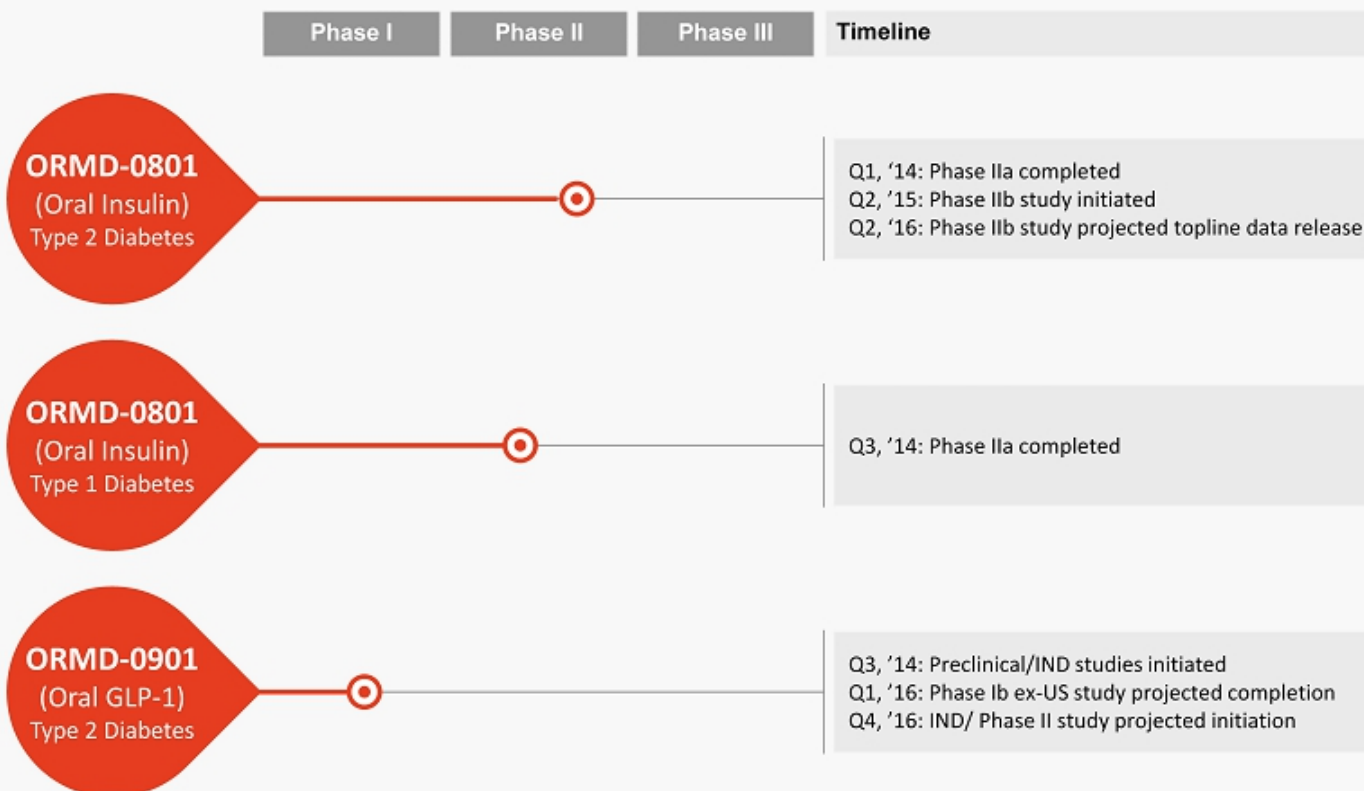 Phase I
Phase II
Phase III
Timeline
ORMD-0801
(Oral Insulin)
Type 2 Diabetes
Q1, ‘14: Phase IIa completed
Q2, ’15: Phase IIb study initiated
Q2, ’16: Phase IIb study projected topline data release
ORMD-0801
(Oral Insulin)
Type 1 Diabetes
Q3, ’14: Phase IIa completed
ORMD-0901
(Oral GLP-1)
Type 2 Diabetes
Q3, ’14: Preclinical/IND studies initiated
Q1, ’16: Phase Ib ex-US study projected completion
Q4, ’16: IND/ Phase II study projected initiation